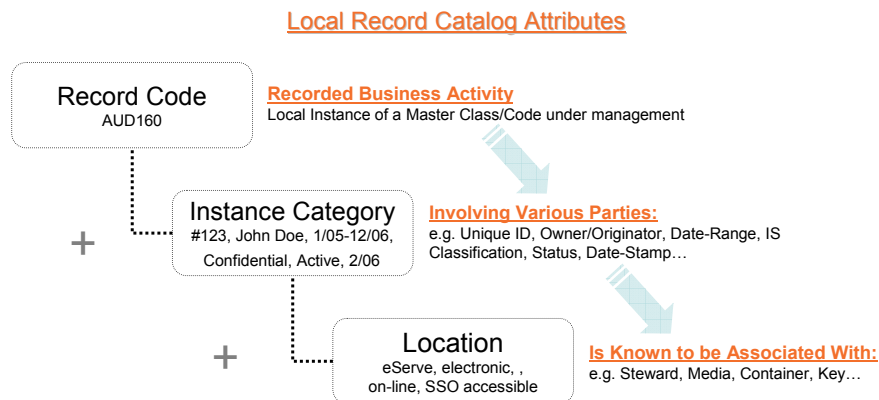 Local Record Catalog Attributes
Record Code
AUD160
Recorded Business Activity
Local Instance of a Master Class/Code under management
+
Instance Category
#123, John Doe, 1/05-12/06,
Confidential, Active, 2/06
Involving Various Parties:
e.g. Unique ID, Owner/Originator, Date-Range, IS
Classification, Status, Date-Stamp…
+
Location
eServe, electronic, ,
on-line, SSO accessible
Is Known to be Associated With:
e.g. Steward, Media, Container, Key…